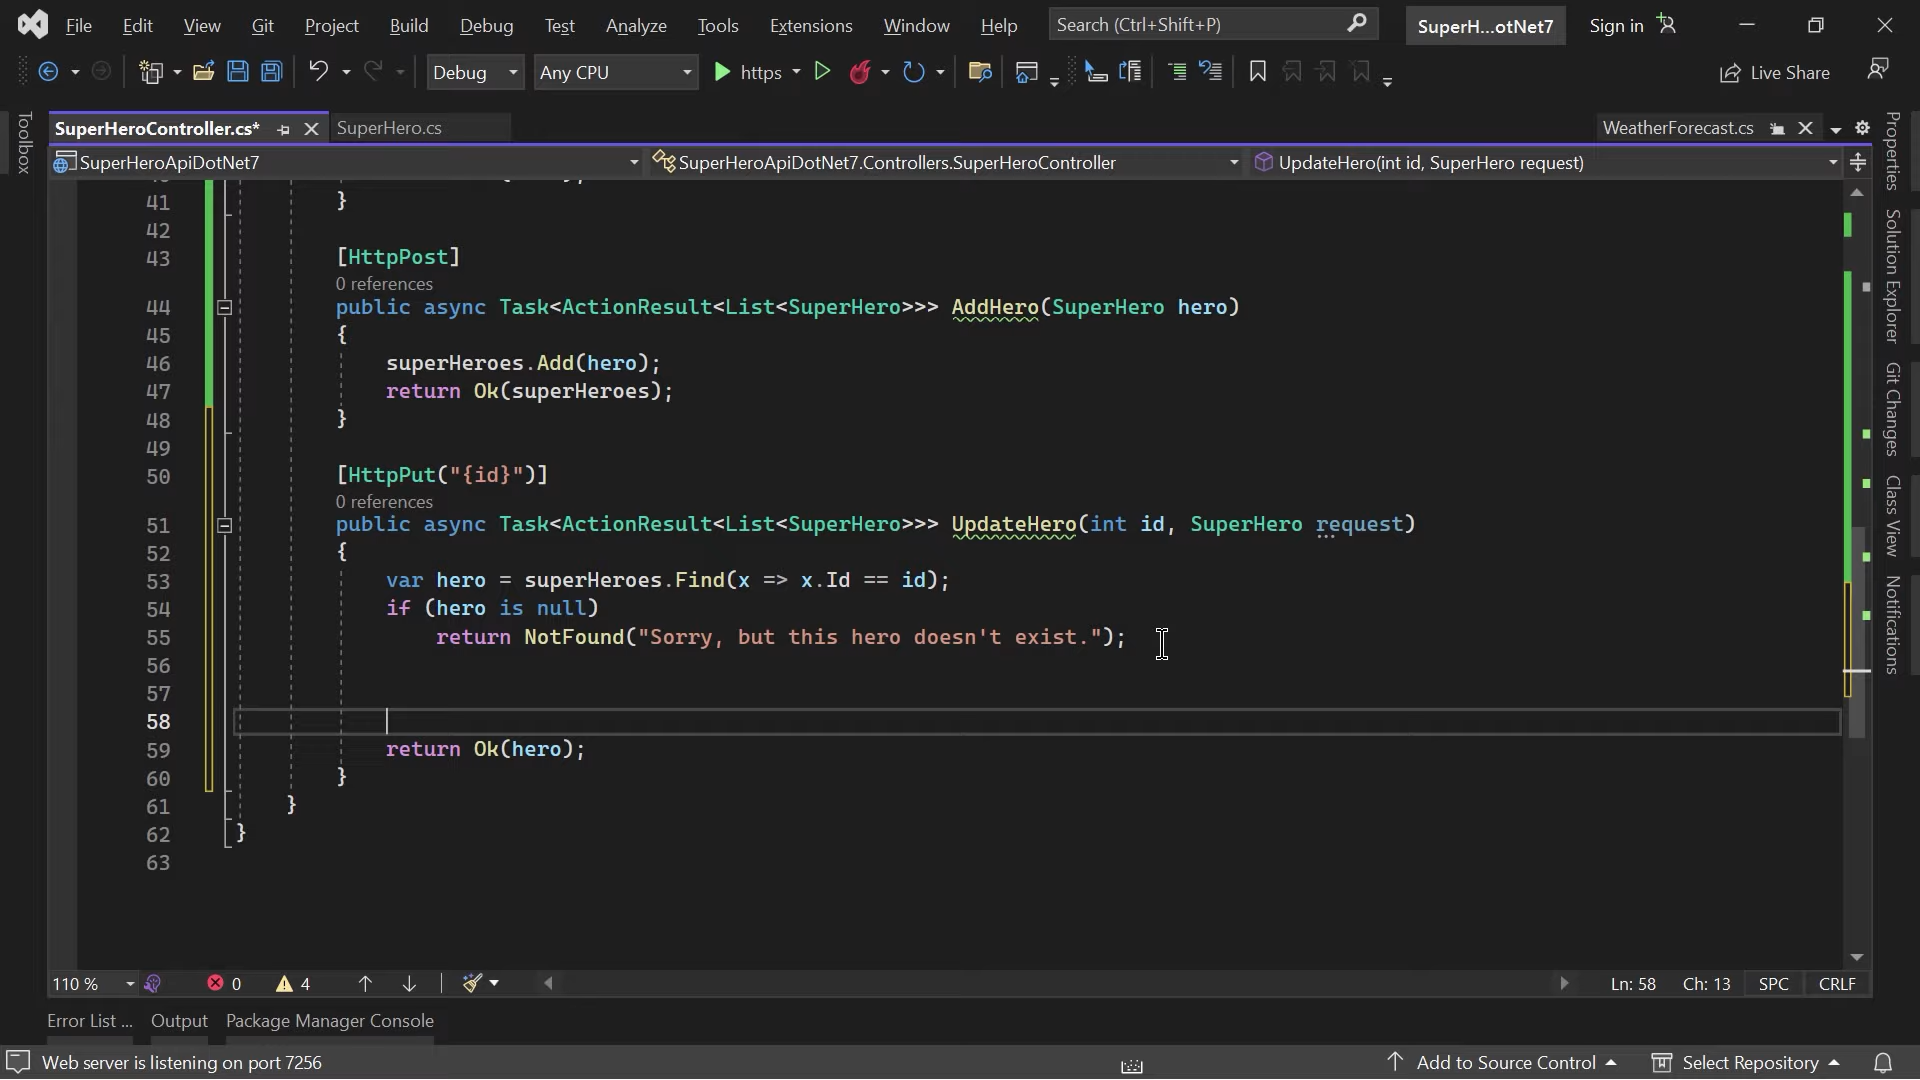 File Edit View Git Project Build Debug Test Analyze Tools Extensions Window Help Search (Ctrl+Shift+P) SuperH...otNet7 Sign in
Debug Any CPU https Live Share
Toolbox
SuperHeroController.cs* SuperHero.cs WeatherForecast.cs
SuperHeroApiDotNet7 SuperHeroApiDotNet7.Controllers.SuperHeroController UpdateHero(int id, SuperHero request)
41 }
42
43 [HttpPost]
0 references
44 public async Task<ActionResult<List<SuperHero>>> AddHero(SuperHero hero)
45 {
46 superHeroes.Add(hero);
47 return Ok(superHeroes);
48 }
49
50 [HttpPut("{id}")]
0 references
51 public async Task<ActionResult<List<SuperHero>>> UpdateHero(int id, SuperHero request)
52 {
53 var hero = superHeroes.Find(x => x.Id == id);
54 if (hero is null)
55 return NotFound("Sorry, but this hero doesn't exist.");
56
57
58
59 return Ok(hero);
60 }
61 }
62 }
63
Properties
Solution Explorer
Git Changes
Class View
Notifications
110 % 0 4 Ln: 58 Ch: 13 SPC CRLF
Error List ... Output Package Manager Console
Web server is listening on port 7256 Add to Source Control Select Repository